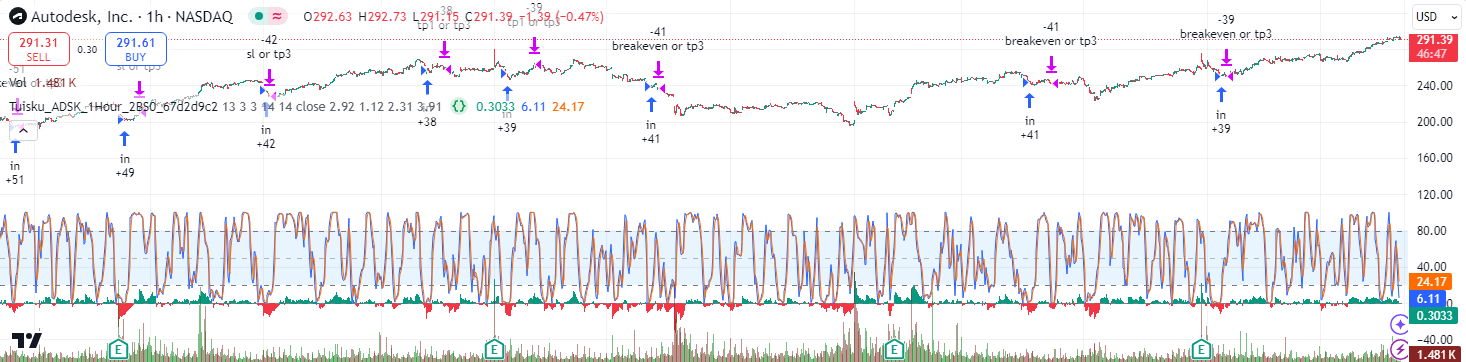 Autodesk, Inc. · 1h · NASDAQ
O292.63 H292.73 L291.15 C291.39 −1.39 (−0.47%)
USD
291.31
SELL
0.30
291.61
BUY
Vol 1.481 K
13 3 3 14 14 close 2.92 1.12 2.31 3.91 0.3033 6.11 24.17
-51
in
+51
sl or tp3
in
+49
-42
sl or tp3
in
+42
-38
tp1 or tp3
+38
-39
tp1 or tp3
in
+39
-41
breakeven or tp3
in
+41
-41
breakeven or tp3
in
+41
-39
breakeven or tp3
in
+39
291.39
46:47
240.00
200.00
160.00
120.00
80.00
40.00
24.17
6.11
0.3033
−40.00
1.481 K
E
E
E
E